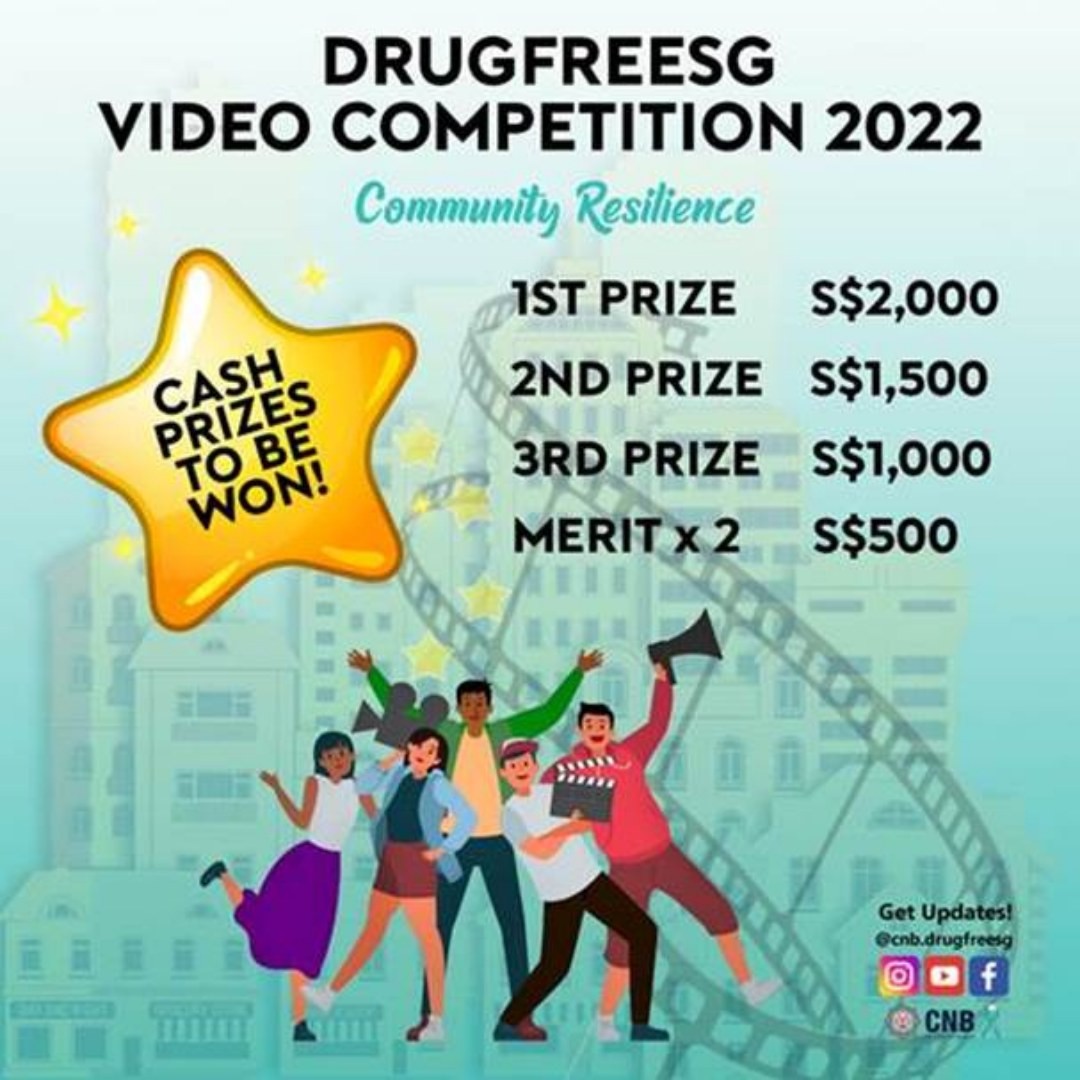 DRUGFREESG
VIDEO COMPETITION 2022
Community Resilience
CASH
PRIZES
TO BE
WON!
1ST PRIZE S$2,000
2ND PRIZE S$1,500
3RD PRIZE S$1,000
MERIT x 2 S$500
Get Updates!
@cnb.drugfreesg
CNB